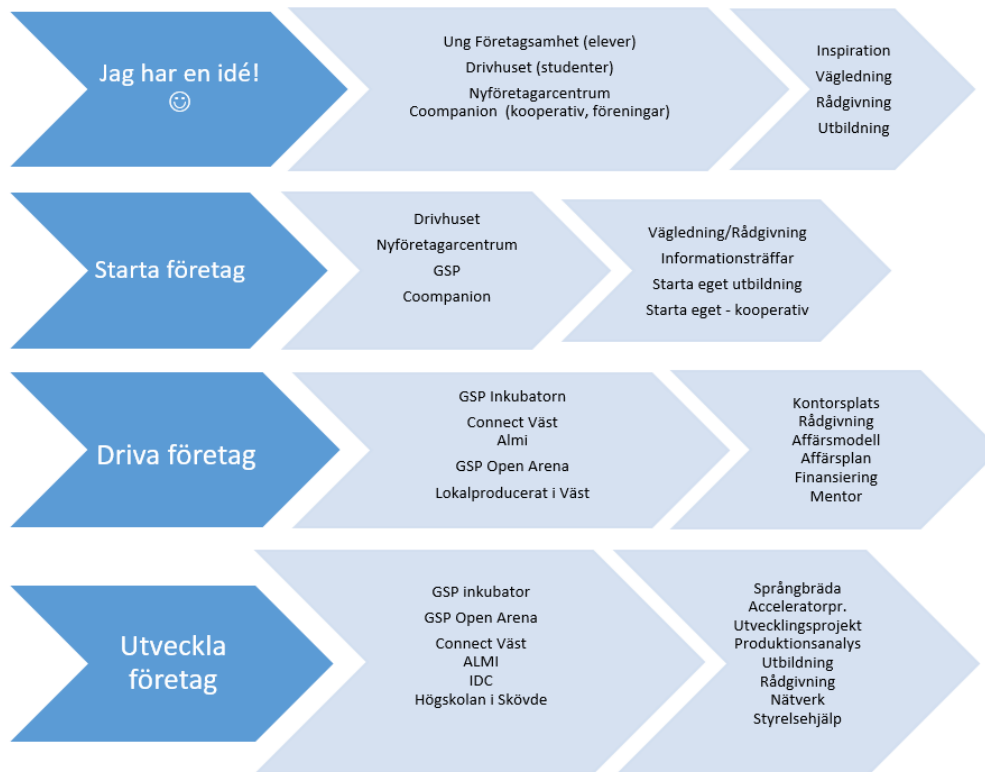 Jag har en idé!
☺
Ung Företagsamhet (elever)
Drivhuset (studenter)
Nyföretagarcentrum
Coompanion  (kooperativ, föreningar)
Inspiration
Vägledning
Rådgivning
Utbildning
Starta företag
Drivhuset
Nyföretagarcentrum
GSP
Coompanion
Vägledning/Rådgivning
Informationsträffar
Starta eget utbildning
Starta eget - kooperativ
Driva företag
GSP Inkubatorn
Connect Väst
Almi
GSP Open Arena
Lokalproducerat i Väst
Kontorsplats
Rådgivning
Affärsmodell
Affärsplan
Finansiering
Mentor
Utveckla
företag
GSP inkubator
GSP Open Arena
Connect Väst
ALMI
IDC
Högskolan i Skövde
Språngbräda
Acceleratorpr.
Utvecklingsprojekt
Produktionsanalys
Utbildning
Rådgivning
Nätverk
Styrelsehjälp